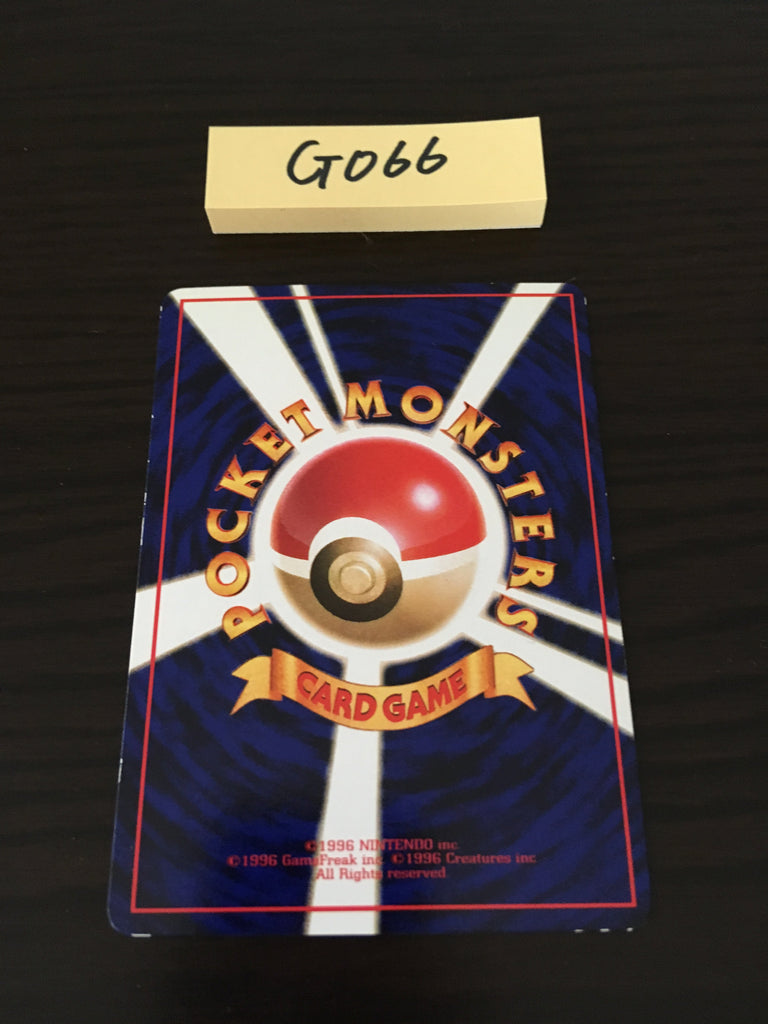 G066
POCKET MONSTERS
CARD GAME
©1996 NINTENDO inc.
©1996 GameFreak inc. ©1996 Creatures inc.
All Rights reserved.